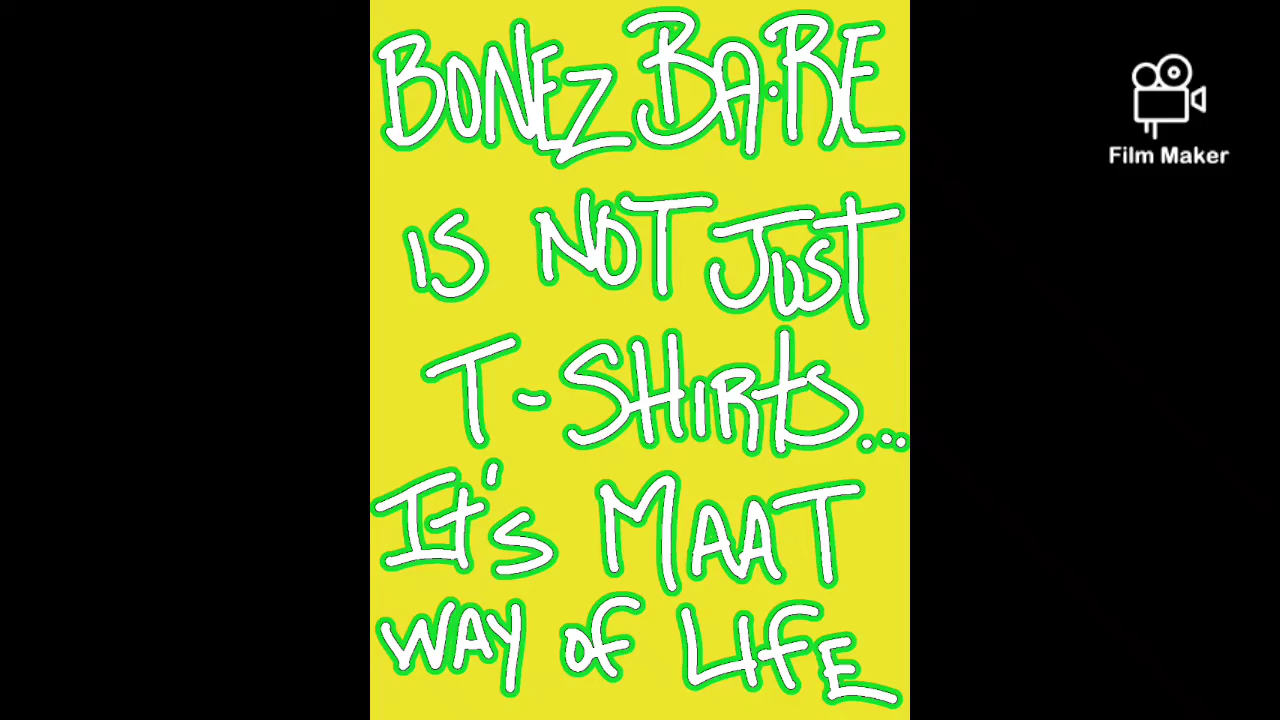 BONEZ BA.RE
IS NOT JUST
T-SHIRTS...
It's MAAT
WAY OF LIFE
Film Maker